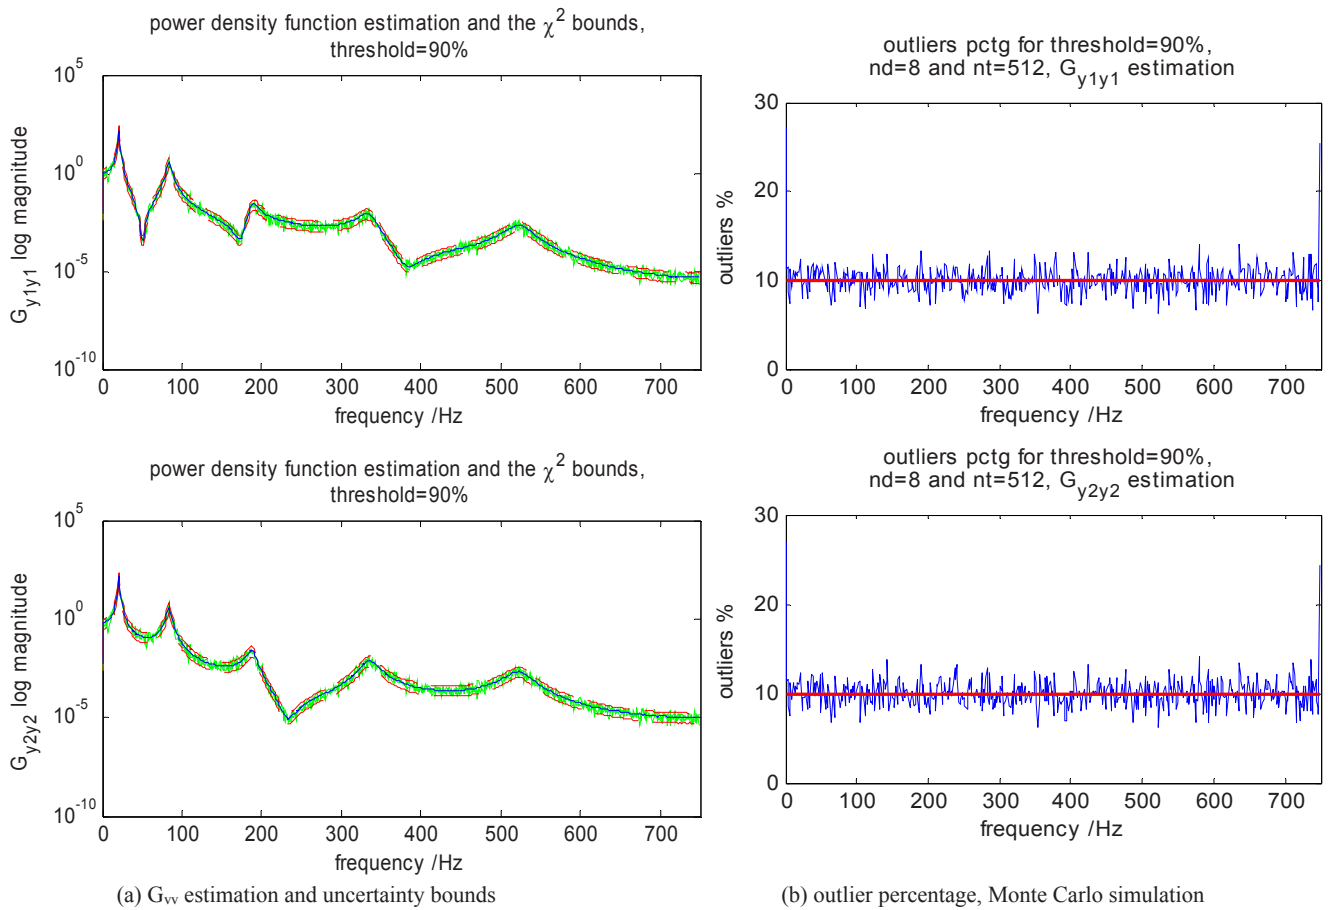 power density function estimation and the χ² bounds,
threshold=90%
10⁵
10⁰
10⁻⁵
10⁻¹⁰
G_y1y1 log magnitude
0 100 200 300 400 500 600 700
frequency /Hz
outliers pctg for threshold=90%,
nd=8 and nt=512, G_y1y1 estimation
30
20
10
0
outliers %
0 100 200 300 400 500 600 700
frequency /Hz
power density function estimation and the χ² bounds,
threshold=90%
10⁵
10⁰
10⁻⁵
10⁻¹⁰
G_y2y2 log magnitude
0 100 200 300 400 500 600 700
frequency /Hz
outliers pctg for threshold=90%,
nd=8 and nt=512, G_y2y2 estimation
30
20
10
0
outliers %
0 100 200 300 400 500 600 700
frequency /Hz
(a) Gyy estimation and uncertainty bounds
(b) outlier percentage, Monte Carlo simulation